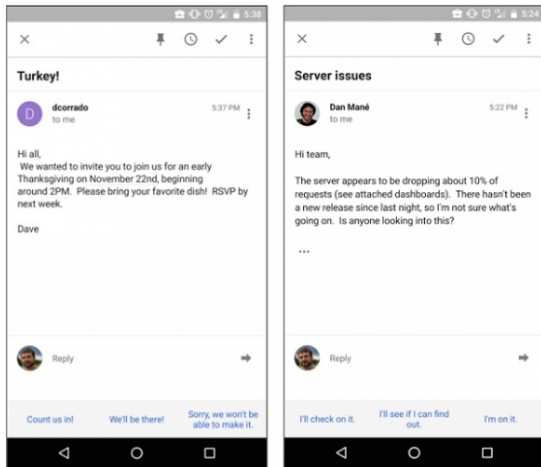 5:38
Turkey!
D
dcorrado
5:37 PM
to me
Hi all,
We wanted to invite you to join us for an early
Thanksgiving on November 22nd, beginning
around 2PM. Please bring your favorite dish! RSVP by
next week.
Dave
Reply
Count us in!
We'll be there!
Sorry, we won't be
able to make it.
5:24
Server issues
Dan Mané
5:22 PM
to me
Hi team,
The server appears to be dropping about 10% of
requests (see attached dashboards). There hasn't been
a new release since last night, so I'm not sure what's
going on. Is anyone looking into this?
...
Reply
I'll check on it.
I'll see if I can find
out.
I'm on it.